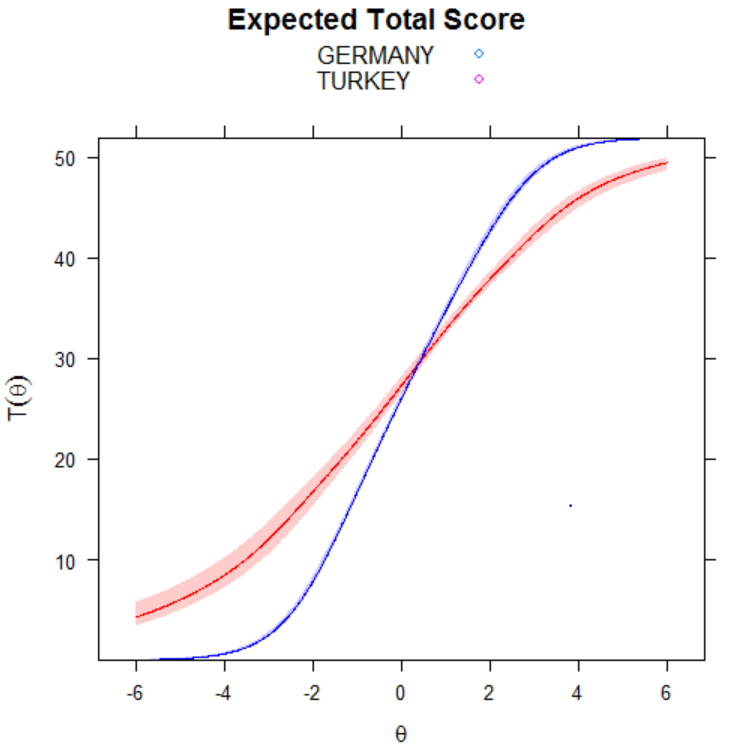 Expected Total Score
GERMANY
TURKEY
50
40
30
20
10
T(θ)
-6 -4 -2 0 2 4 6
θ